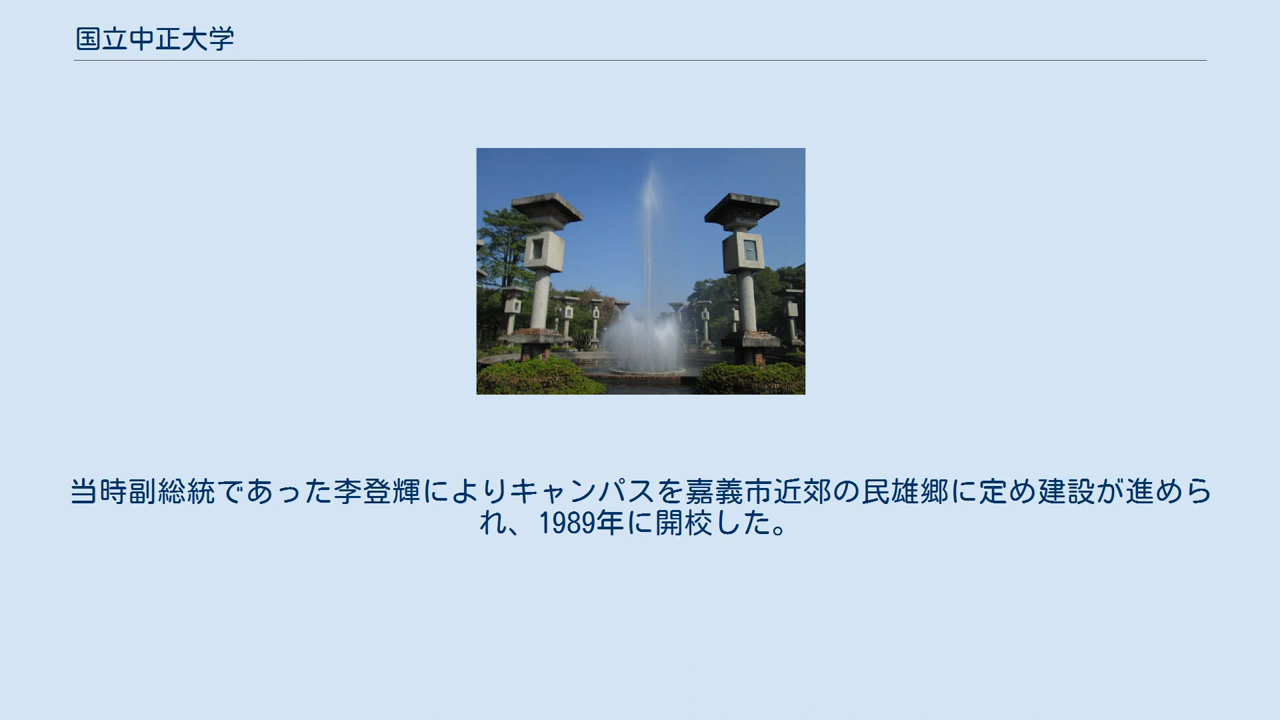 国立中正大学
当時副総統であった李登輝によりキャンパスを嘉義市近郊の民雄郷に定め建設が進めら
れ、1989年に開校した。